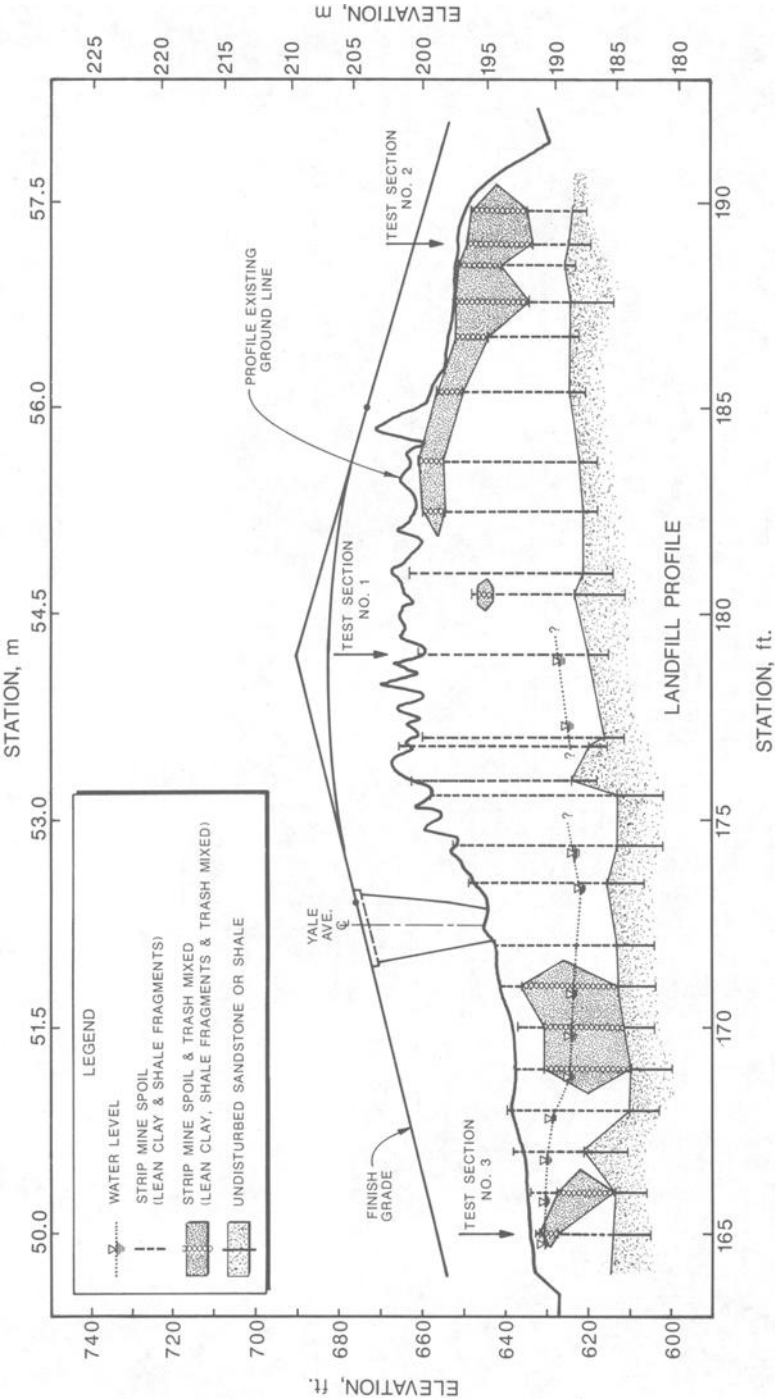 STATION, m
50.0 51.5 53.0 54.5 56.0 57.5
ELEVATION, ft.
740
720
700
680
660
640
620
600
ELEVATION, m
225
220
215
210
205
200
195
190
185
180
LEGEND
WATER LEVEL
STRIP MINE SPOIL
(LEAN CLAY & SHALE FRAGMENTS)
STRIP MINE SPOIL & TRASH MIXED
(LEAN CLAY, SHALE FRAGMENTS & TRASH MIXED)
UNDISTURBED SANDSTONE OR SHALE
FINISH
GRADE
YALE
AVE.
℄
PROFILE EXISTING
GROUND LINE
TEST SECTION
NO. 3
TEST SECTION
NO. 1
TEST SECTION
NO. 2
?
?
?
LANDFILL PROFILE
165 170 175 180 185 190
STATION, ft.